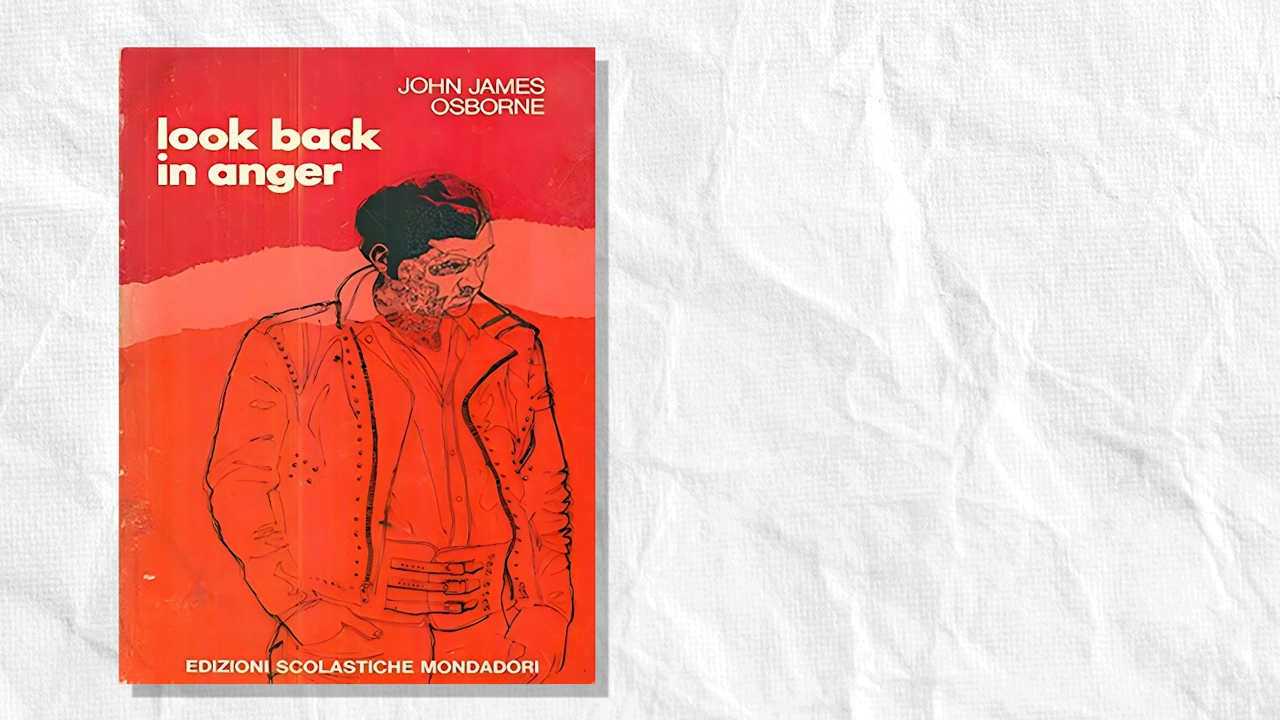 JOHN JAMES
OSBORNE
look back
in anger
EDIZIONI SCOLASTICHE MONDADORI